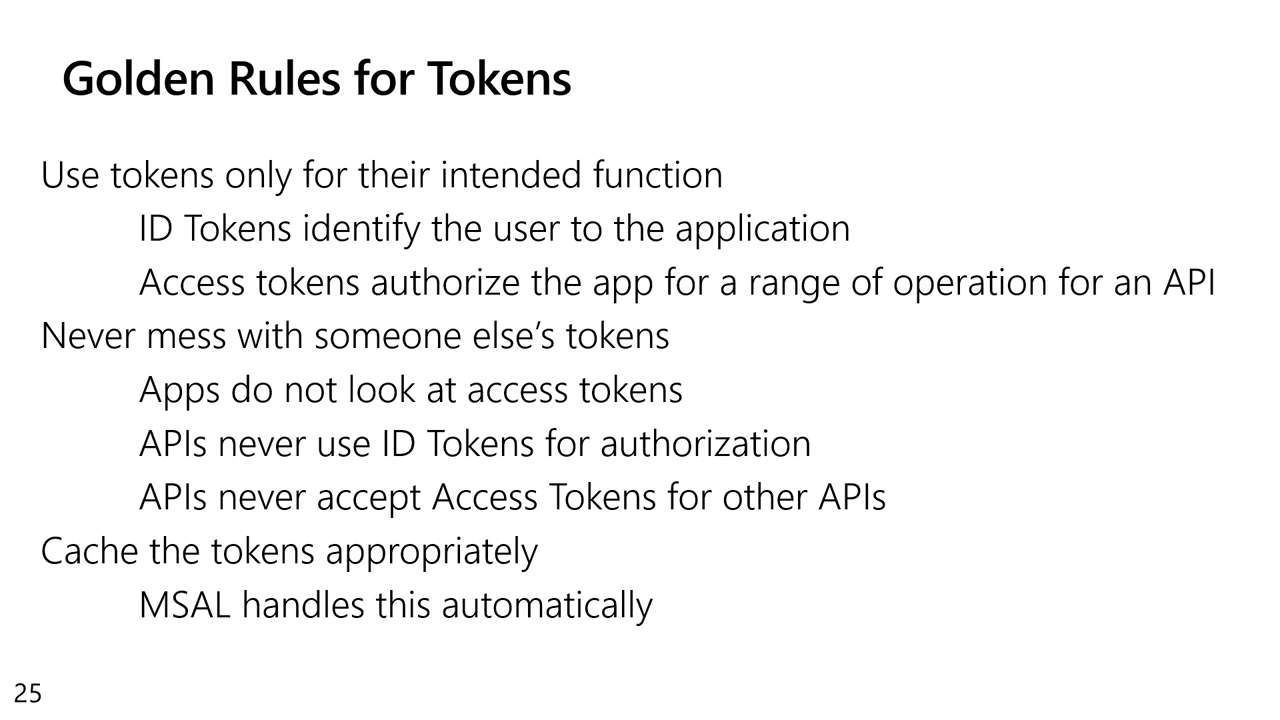 Golden Rules for Tokens
Use tokens only for their intended function
ID Tokens identify the user to the application
Access tokens authorize the app for a range of operation for an API
Never mess with someone else’s tokens
Apps do not look at access tokens
APIs never use ID Tokens for authorization
APIs never accept Access Tokens for other APIs
Cache the tokens appropriately
MSAL handles this automatically
25